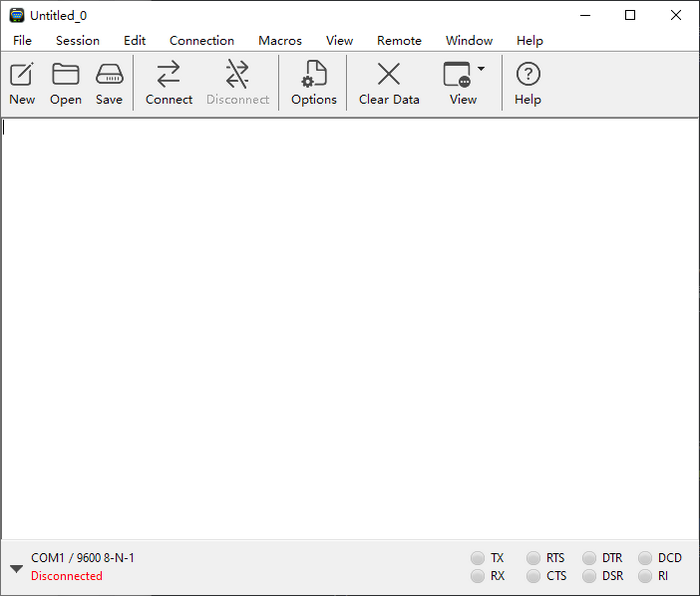 Untitled_0
File Session Edit Connection Macros View Remote Window Help
New Open Save Connect Disconnect Options Clear Data View Help
COM1 / 9600 8-N-1 TX RTS DTR DCD
Disconnected RX CTS DSR RI